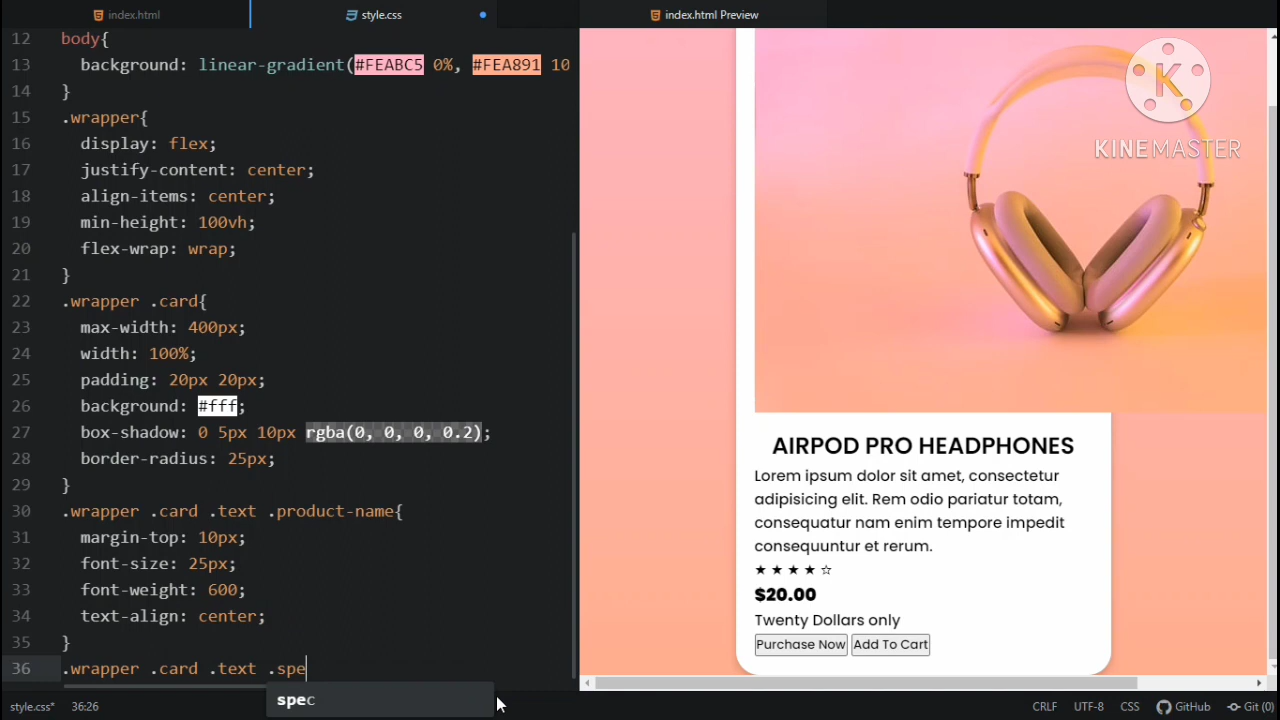 index.html
style.css
index.html Preview
12 body{
13 background: linear-gradient(#FEABC5 0%, #FEA891 10
14 }
15 .wrapper{
16 display: flex;
17 justify-content: center;
18 align-items: center;
19 min-height: 100vh;
20 flex-wrap: wrap;
21 }
22 .wrapper .card{
23 max-width: 400px;
24 width: 100%;
25 padding: 20px 20px;
26 background: #fff;
27 box-shadow: 0 5px 10px rgba(0, 0, 0, 0.2);
28 border-radius: 25px;
29 }
30 .wrapper .card .text .product-name{
31 margin-top: 10px;
32 font-size: 25px;
33 font-weight: 600;
34 text-align: center;
35 }
36 .wrapper .card .text .spe
spec
K
KINEMASTER
AIRPOD PRO HEADPHONES
Lorem ipsum dolor sit amet, consectetur
adipisicing elit. Rem odio pariatur totam,
consequatur nam enim tempore impedit
consequuntur et rerum.
★ ★ ★ ★ ☆
$20.00
Twenty Dollars only
Purchase Now Add To Cart
style.css* 36:26 CRLF UTF-8 CSS GitHub Git (0)